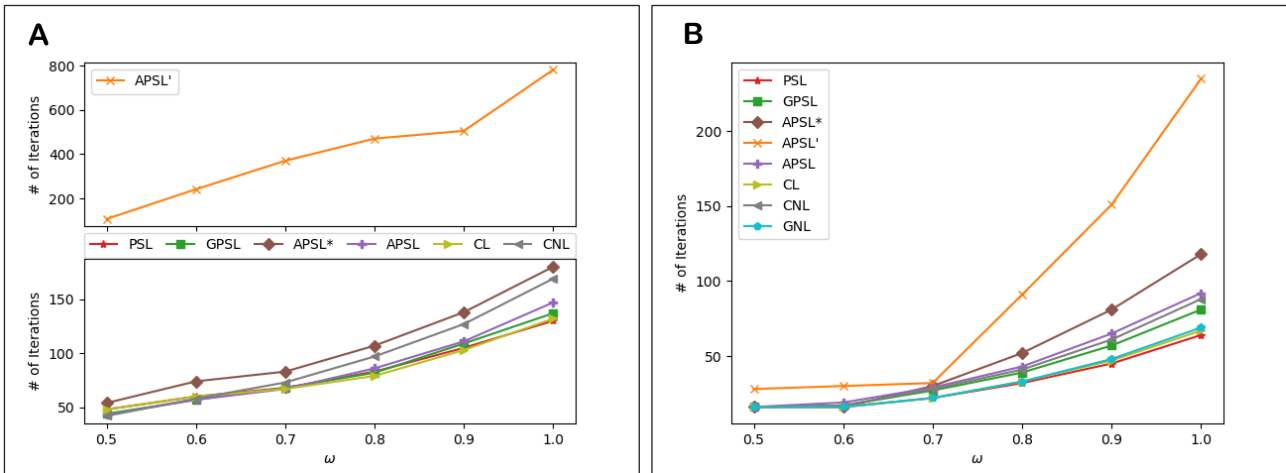 A
800
600
400
200
# of Iterations
APSL'
PSL GPSL APSL* APSL CL CNL
150
100
50
# of Iterations
0.5 0.6 0.7 0.8 0.9 1.0
ω
B
PSL
GPSL
APSL*
APSL'
APSL
CL
CNL
GNL
200
150
100
50
# of Iterations
0.5 0.6 0.7 0.8 0.9 1.0
ω